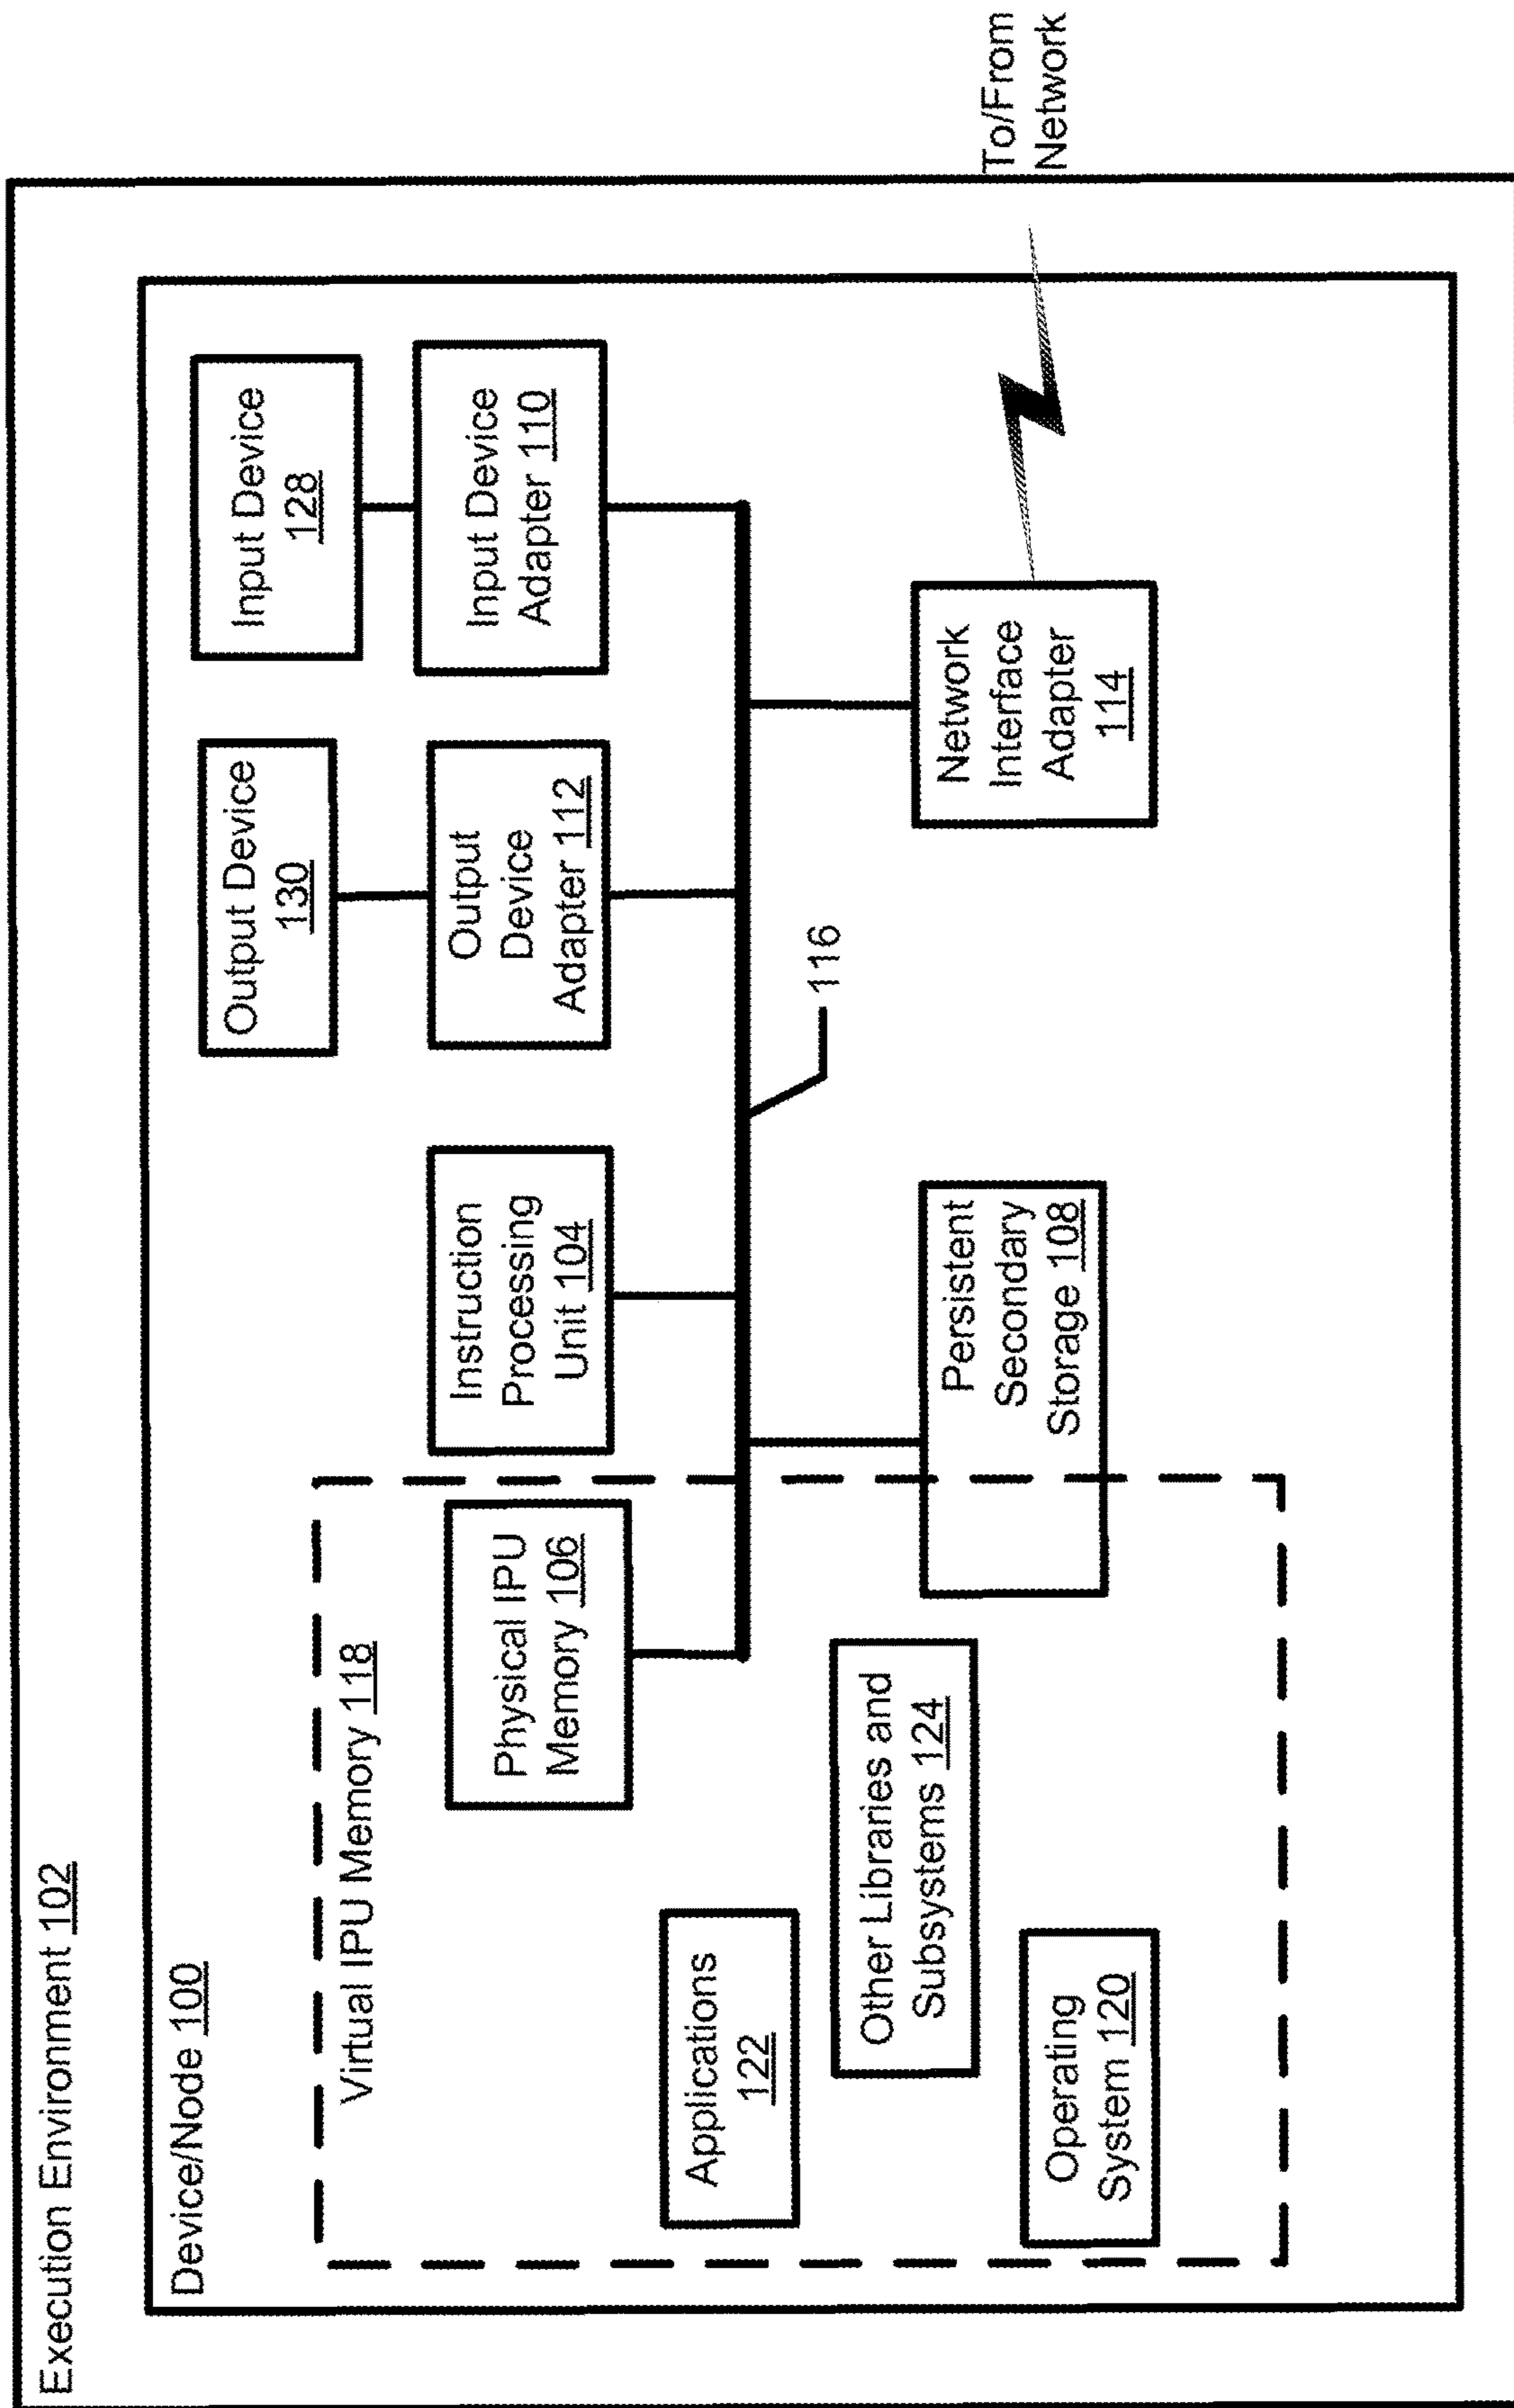 Execution Environment 102
Device/Node 100
Virtual IPU Memory 118
Physical IPU
Memory 106
Instruction
Processing
Unit 104
Output Device
130
Output
Device
Adapter 112
Input Device
128
Input Device
Adapter 110
Applications
122
Other Libraries and
Subsystems 124
Operating
System 120
Persistent
Secondary
Storage 108
116
Network
Interface
Adapter
114
To/From
Network